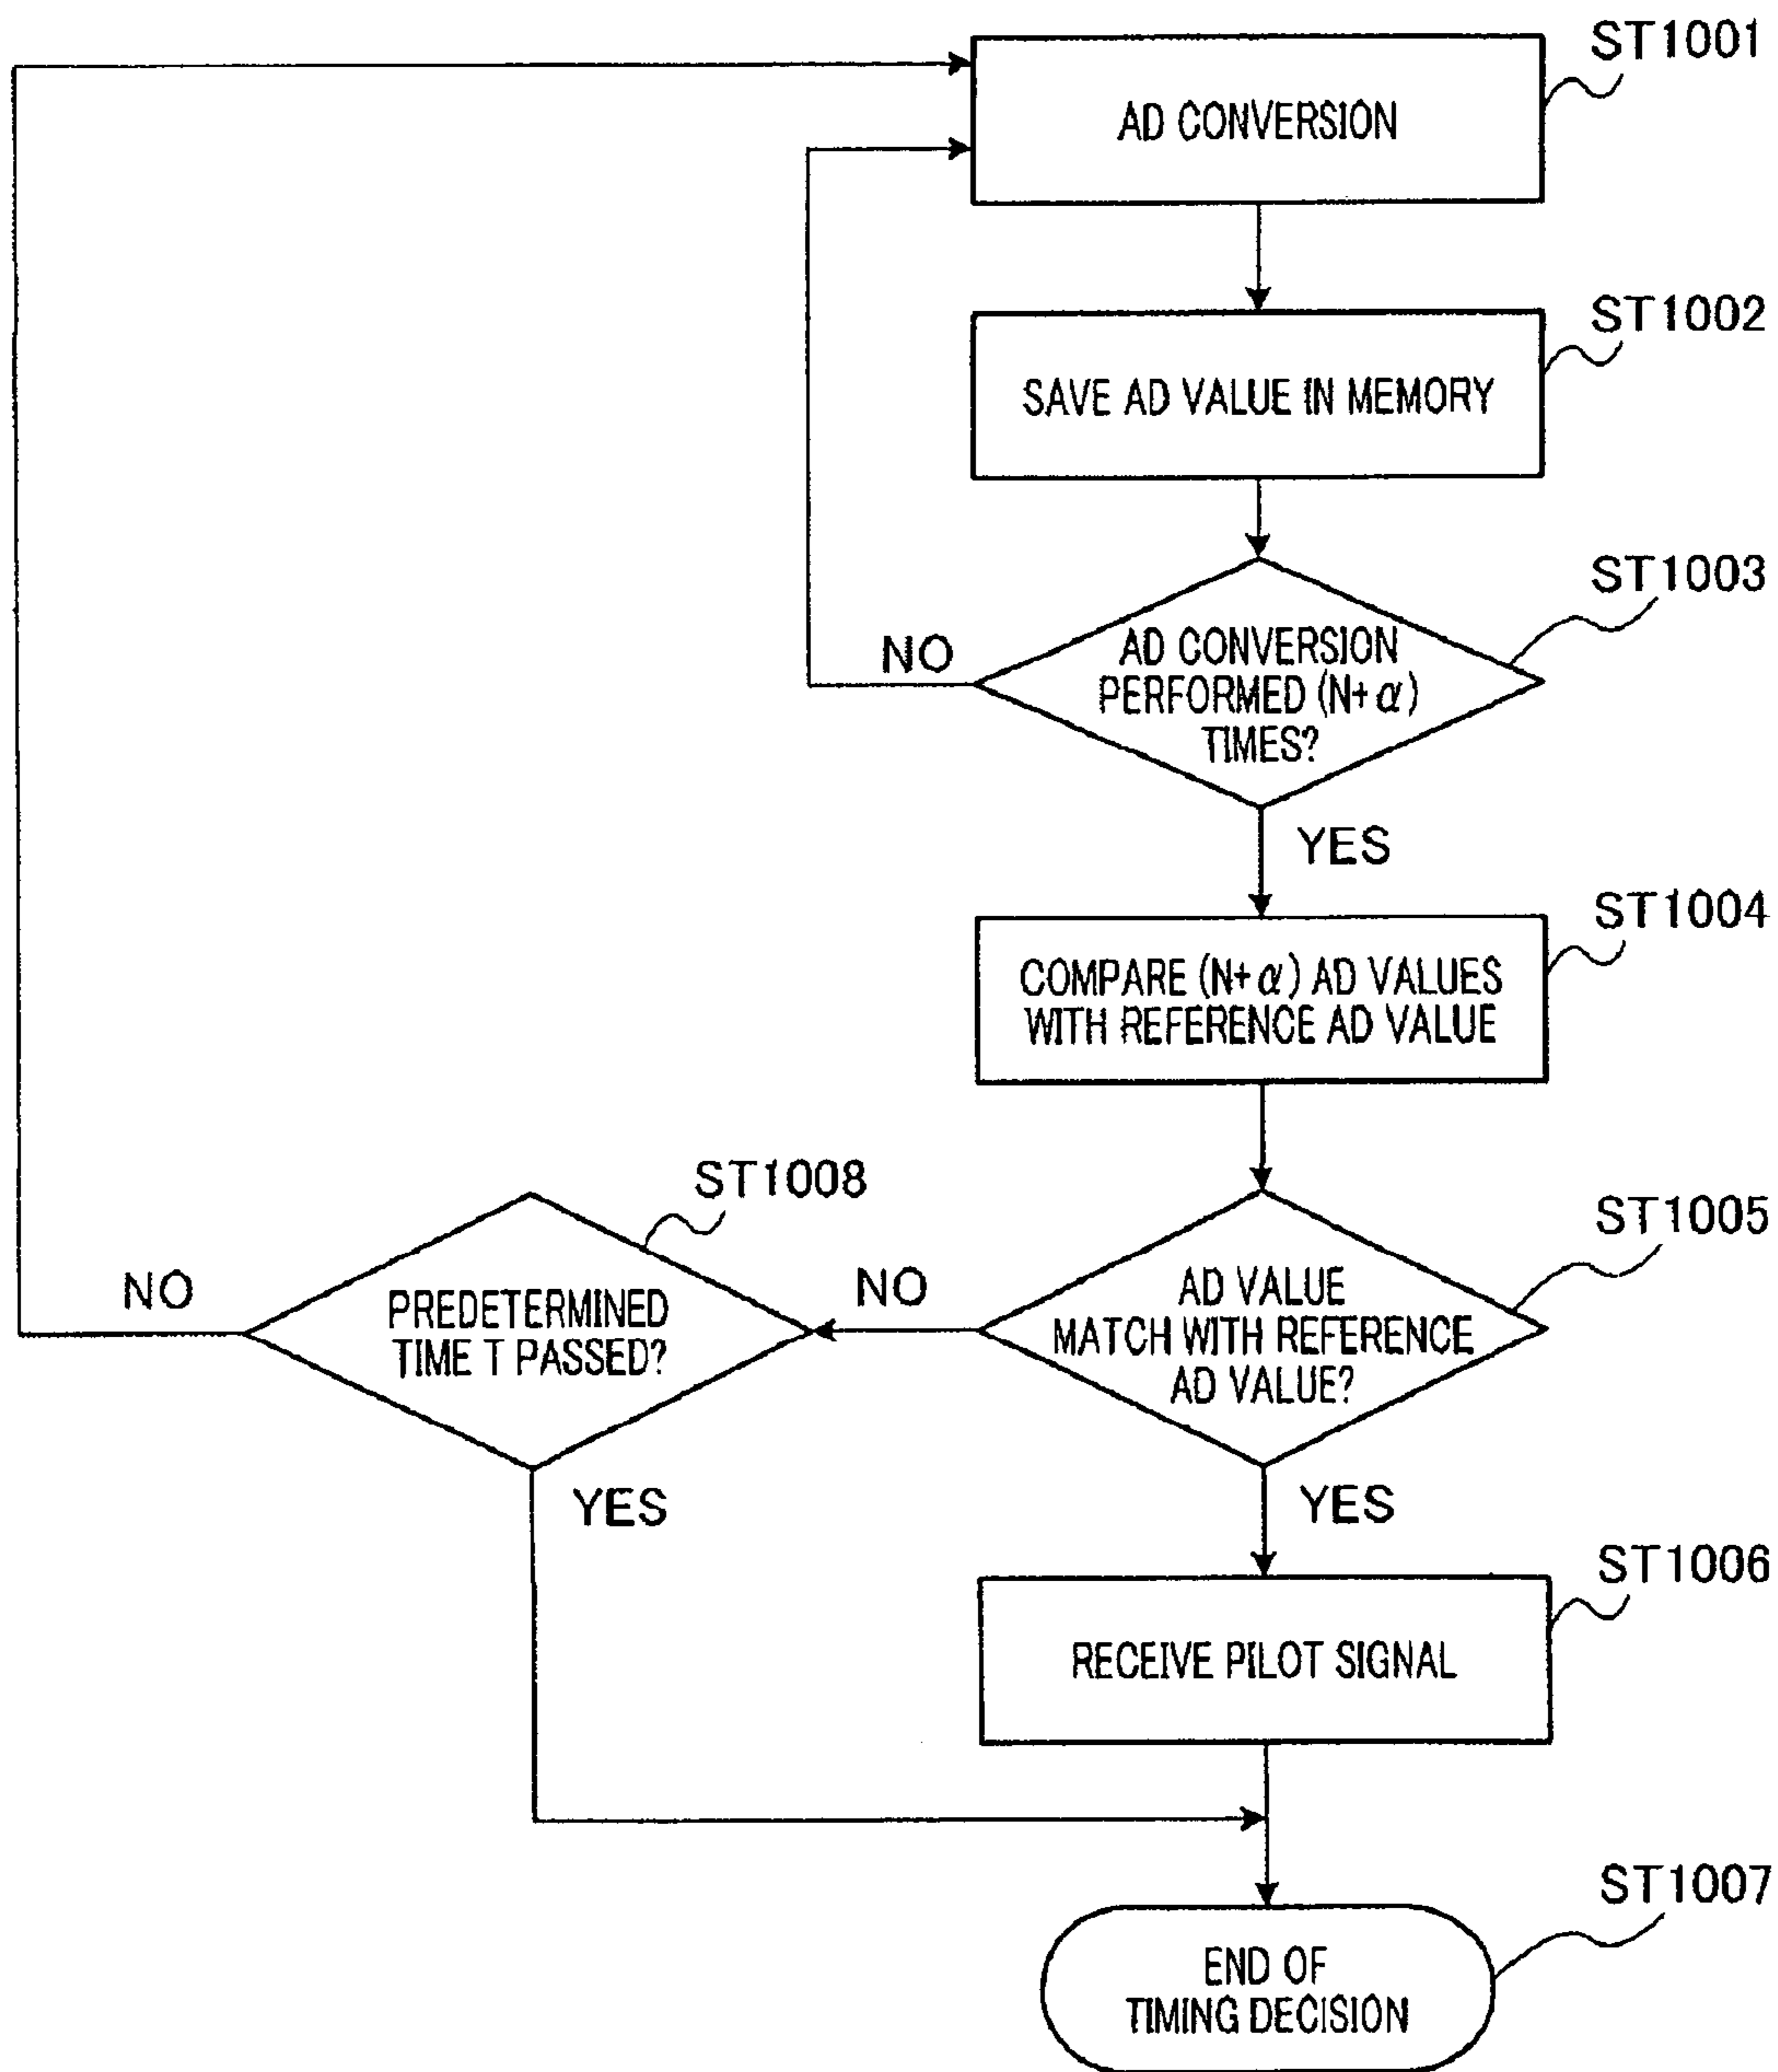 ST1001
AD CONVERSION
ST1002
SAVE AD VALUE IN MEMORY
ST1003
NO
AD CONVERSION
PERFORMED (N+α)
TIMES?
YES
ST1004
COMPARE (N+α) AD VALUES
WITH REFERENCE AD VALUE
ST1008
ST1005
NO
PREDETERMINED
TIME T PASSED?
NO
AD VALUE
MATCH WITH REFERENCE
AD VALUE?
YES
YES
ST1006
RECEIVE PILOT SIGNAL
ST1007
END OF
TIMING DECISION